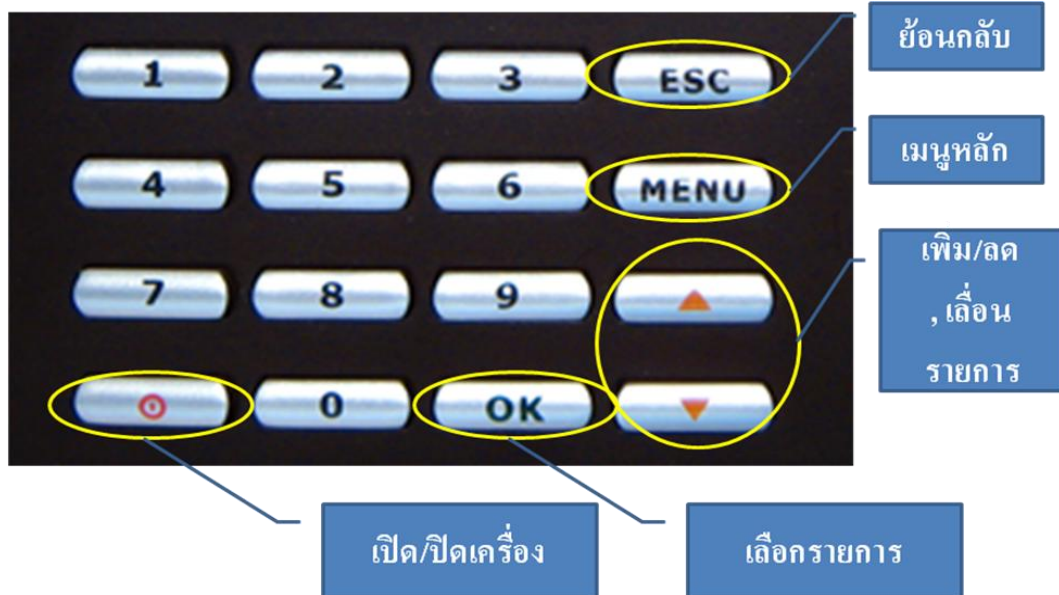 1 2 3 ESC
ย้อนกลับ
4 5 6 MENU
เมนูหลัก
7 8 9
เพิ่ม/ลด
, เลื่อน
รายการ
0 OK
เปิด/ปิดเครื่อง
เลือกรายการ